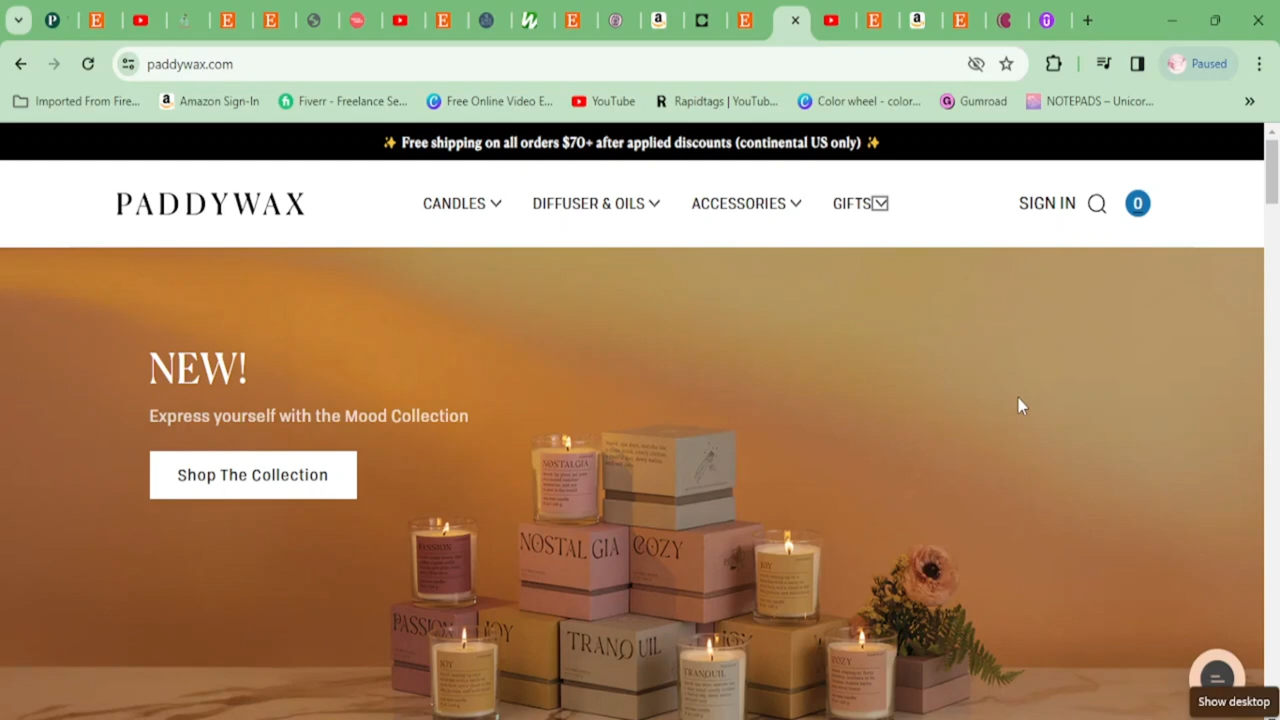 paddywax.com
Paused
Imported From Fire...
Amazon Sign-In
Fiverr - Freelance Se...
Free Online Video E...
YouTube
Rapidtags | YouTub...
Color wheel - color...
Gumroad
NOTEPADS – Unicor...
✨ Free shipping on all orders $70+ after applied discounts (continental US only) ✨
PADDYWAX
CANDLES
DIFFUSER & OILS
ACCESSORIES
GIFTS
SIGN IN
0
NEW!
Express yourself with the Mood Collection
Shop The Collection
NOSTALGIA
NOSTALGIA
COZY
PASSION
JOY
PASSION
JOY
TRANQUIL
JOY
JOY
TRANQUIL
COZY
Show desktop